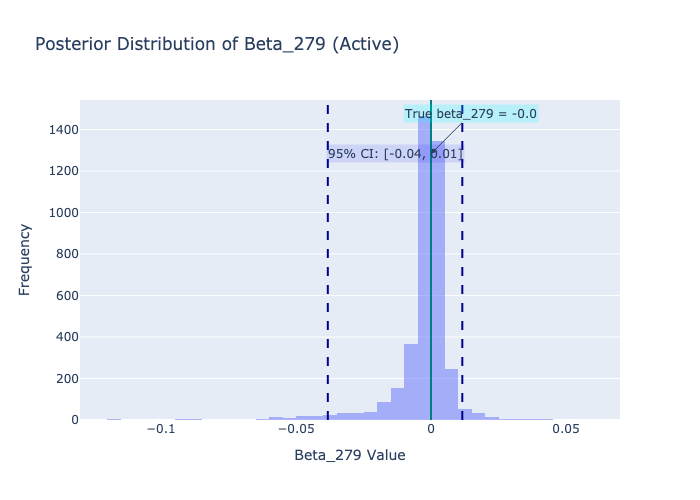 Posterior Distribution of Beta_279 (Active)
True beta_279 = -0.0
95% CI: [-0.04, 0.01]
1400
1200
1000
800
600
400
200
0
Frequency
−0.1
−0.05
0
0.05
Beta_279 Value